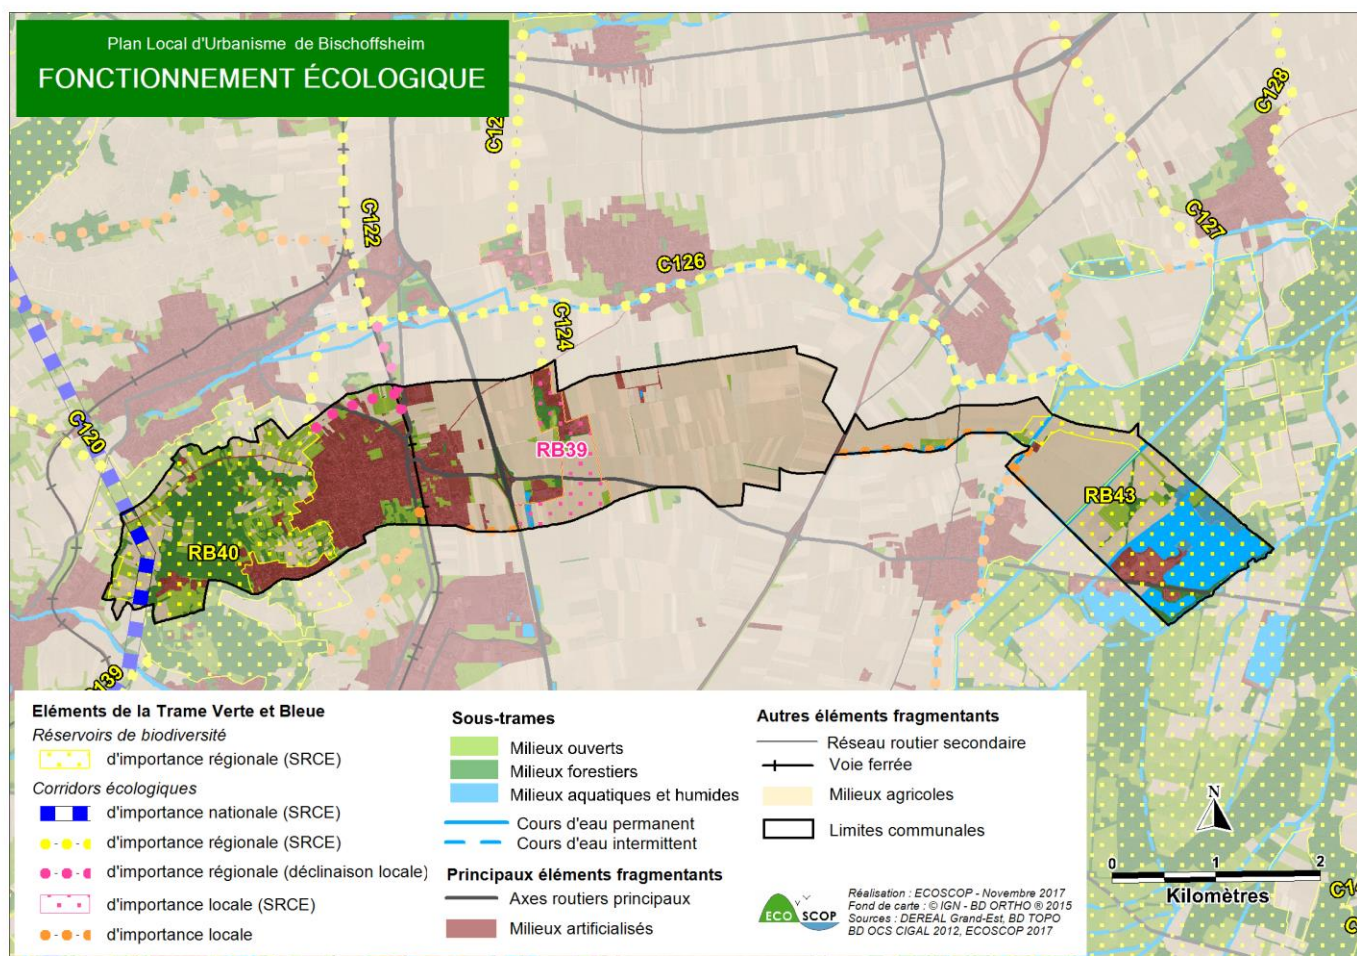 Plan Local d'Urbanisme de Bischoffsheim
FONCTIONNEMENT ÉCOLOGIQUE
C128
C127
C122
C126
C124
C120
RB39
RB43
RB40
Eléments de la Trame Verte et Bleue
Réservoirs de biodiversité
d'importance régionale (SRCE)
Corridors écologiques
d'importance nationale (SRCE)
d'importance régionale (SRCE)
d'importance régionale (déclinaison locale)
d'importance locale (SRCE)
d'importance locale
Sous-trames
Milieux ouverts
Milieux forestiers
Milieux aquatiques et humides
Cours d'eau permanent
Cours d'eau intermittent
Principaux éléments fragmentants
Axes routiers principaux
Milieux artificialisés
Autres éléments fragmentants
Réseau routier secondaire
Voie ferrée
Milieux agricoles
Limites communales
N
0 1 2
Kilomètres
ECO SCOP
Réalisation : ECOSCOP - Novembre 2017
Fond de carte : © IGN - BD ORTHO ® 2015
Sources : DEREAL Grand-Est, BD TOPO
BD OCS CIGAL 2012, ECOSCOP 2017